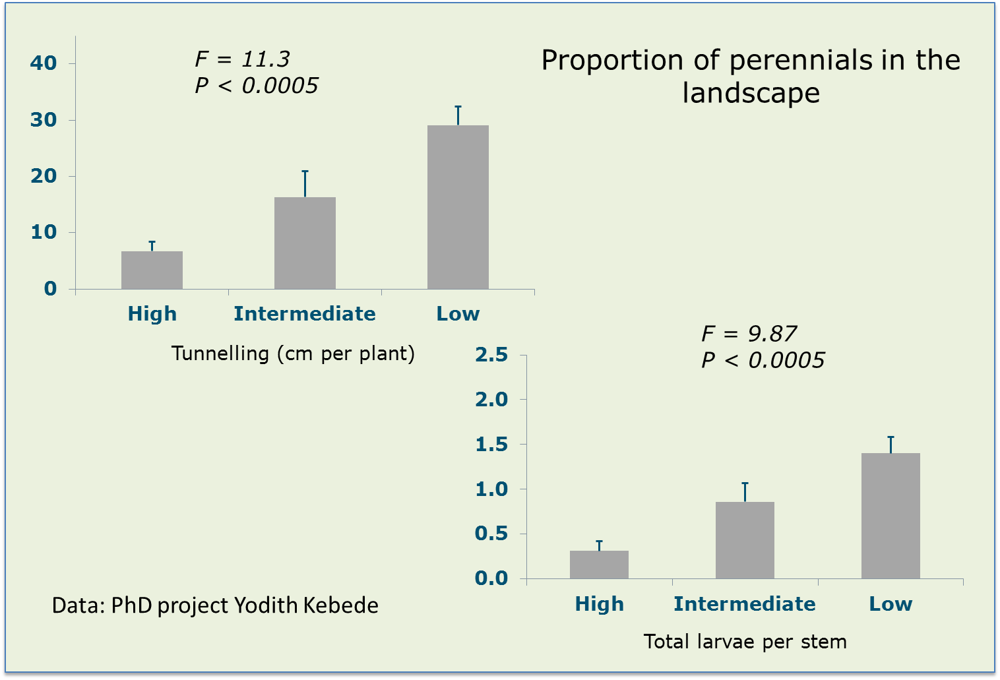 Proportion of perennials in the
landscape
F = 11.3
P < 0.0005
40
30
20
10
0
High Intermediate Low
Tunnelling (cm per plant)
F = 9.87
P < 0.0005
2.5
2.0
1.5
1.0
0.5
0.0
High Intermediate Low
Total larvae per stem
Data: PhD project Yodith Kebede